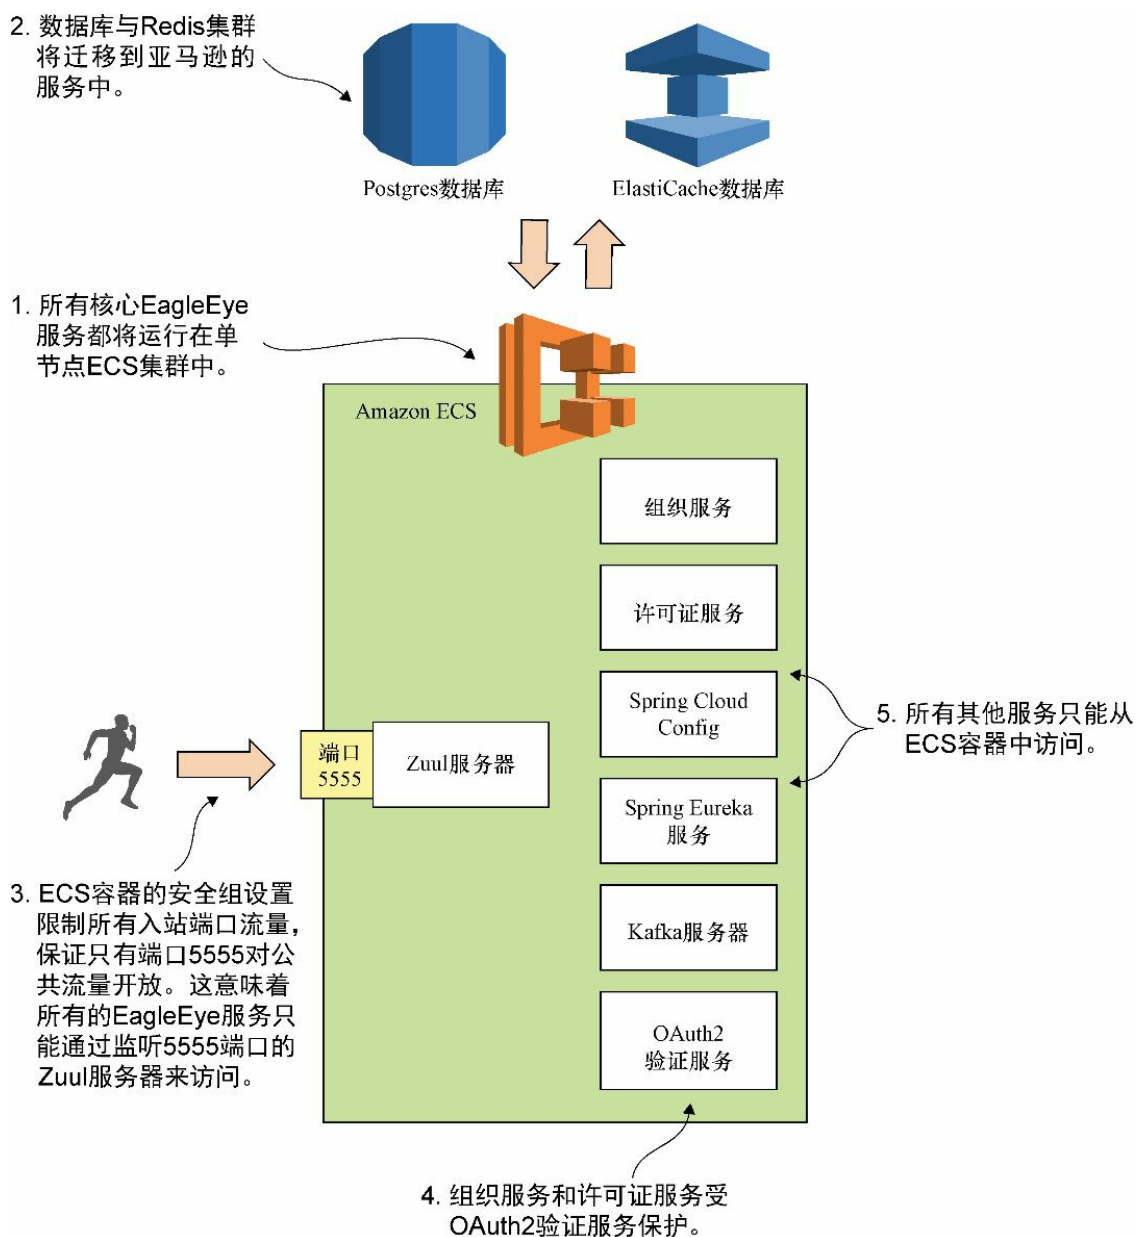 2. 数据库与Redis集群
将迁移到亚马逊的
服务中。
Postgres数据库
ElastiCache数据库
1. 所有核心EagleEye
服务都将运行在单
节点ECS集群中。
Amazon ECS
组织服务
许可证服务
Spring Cloud
Config
5. 所有其他服务只能从
ECS容器中访问。
端口
5555
Zuul服务器
Spring Eureka
服务
3. ECS容器的安全组设置
限制所有入站端口流量，
保证只有端口5555对公
共流量开放。这意味着
所有的EagleEye服务只
能通过监听5555端口的
Zuul服务器来访问。
Kafka服务器
OAuth2
验证服务
4. 组织服务和许可证服务受
OAuth2验证服务保护。